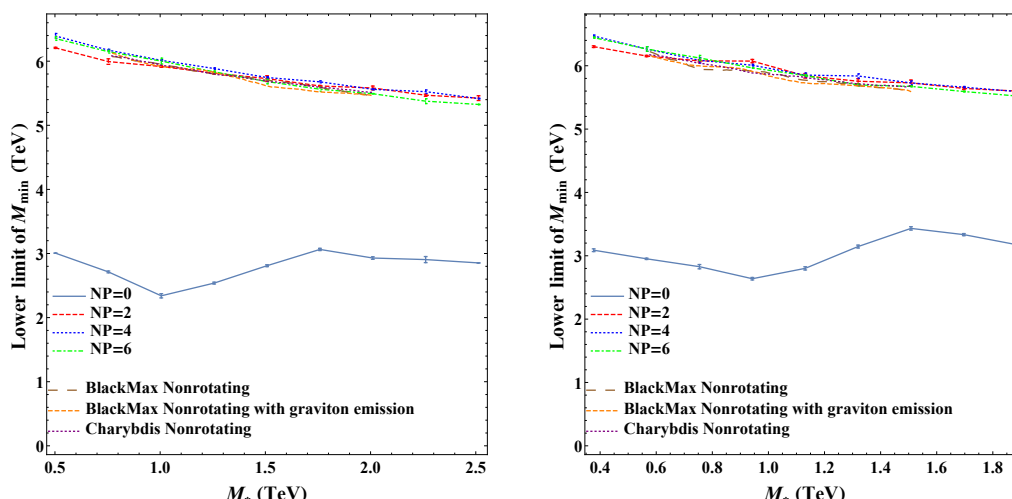 Lower limit of M_min (TeV)
6
5
4
3
2
1
0
NP=0
NP=2
NP=4
NP=6
BlackMax Nonrotating
BlackMax Nonrotating with graviton emission
Charybdis Nonrotating
0.5 1.0 1.5 2.0 2.5
M* (TeV)
Lower limit of M_min (TeV)
6
5
4
3
2
1
0
NP=0
NP=2
NP=4
NP=6
BlackMax Nonrotating
BlackMax Nonrotating with graviton emission
Charybdis Nonrotating
0.4 0.6 0.8 1.0 1.2 1.4 1.6 1.8
M* (TeV)